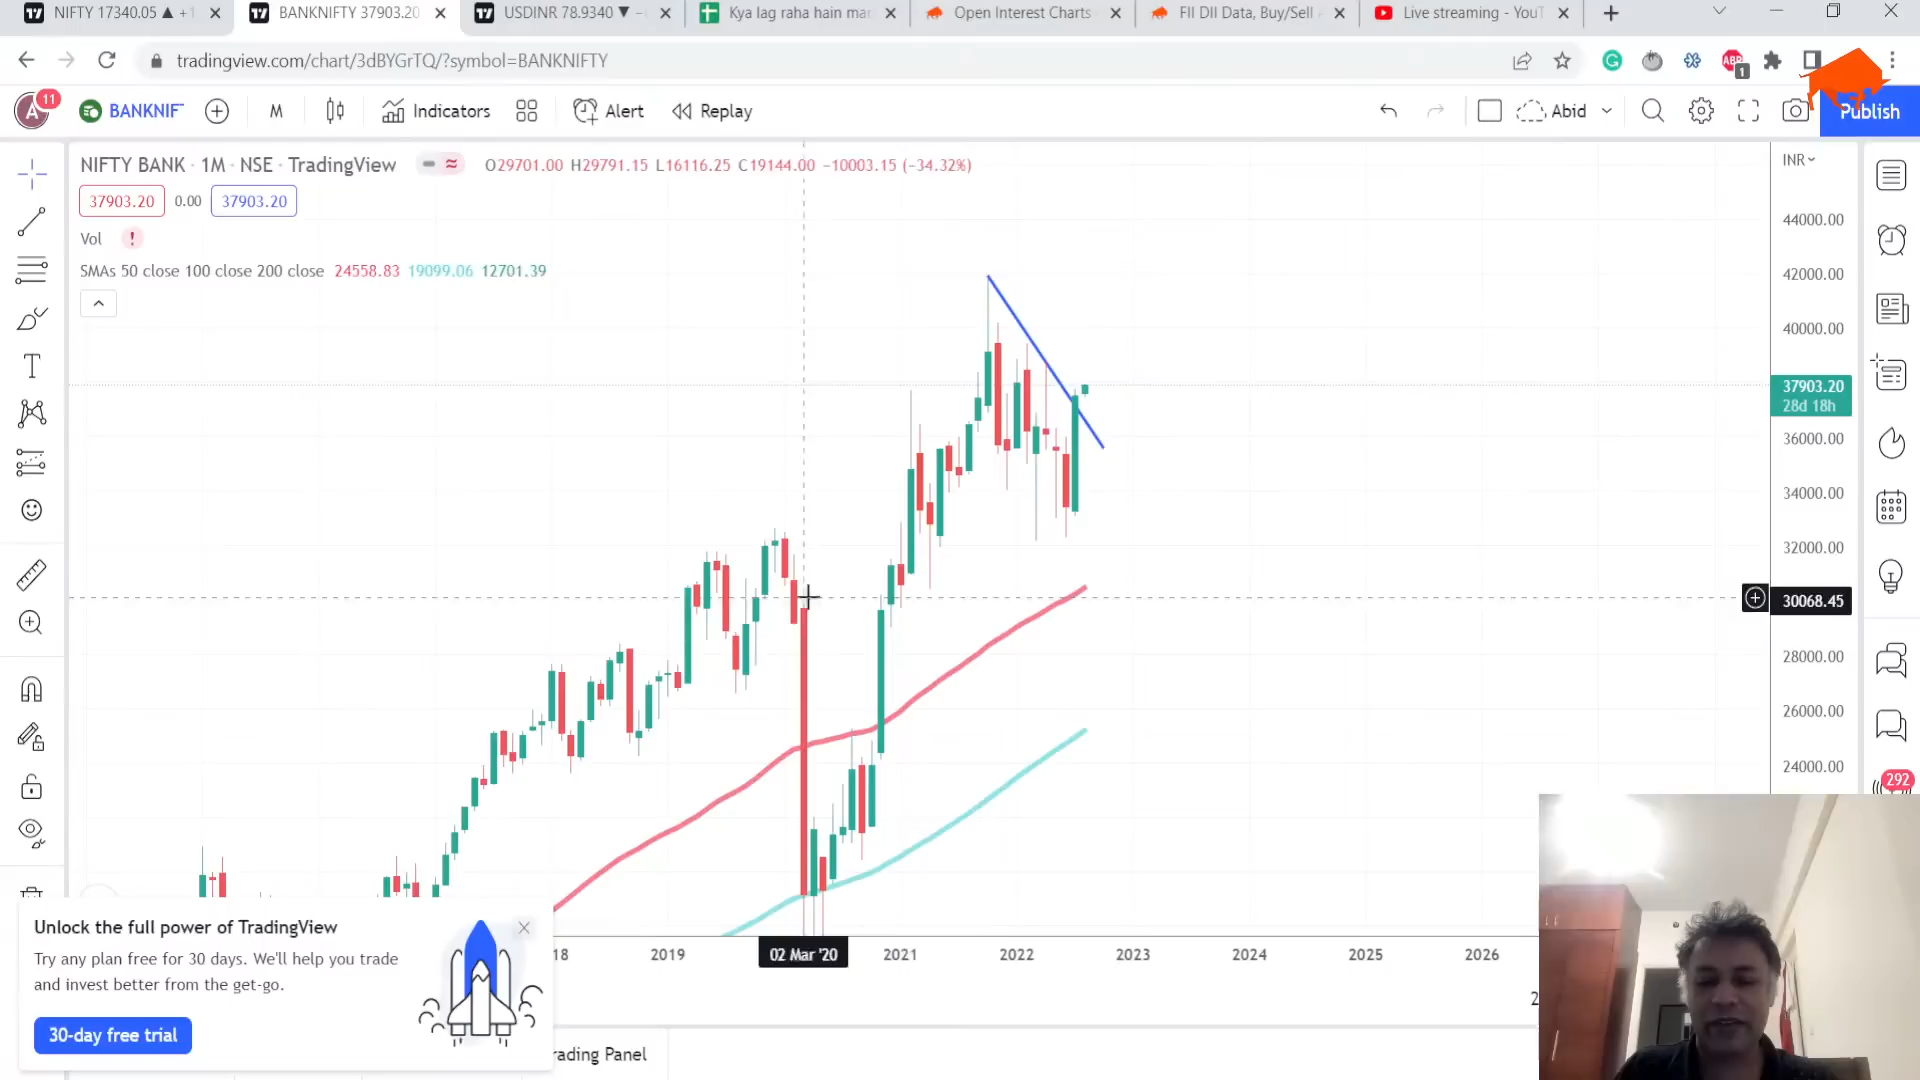 NIFTY 17340.05 ▲ +1
BANKNIFTY 37903.20
USDINR 78.9340 ▼ −
Kya lag raha hain mar
Open Interest Charts -
FII DII Data, Buy/Sell
Live streaming - YouT
tradingview.com/chart/3dBYGrTQ/?symbol=BANKNIFTY
ABP
1
A
11
BANKNIF
M
Indicators
Alert
Replay
Abid
Publish
NIFTY BANK · 1M · NSE · TradingView
O29701.00 H29791.15 L16116.25 C19144.00 −10003.15 (−34.32%)
INR
37903.20
0.00
37903.20
Vol
SMAs 50 close 100 close 200 close 24558.83 19099.06 12701.39
44000.00
42000.00
40000.00
37903.20
28d 18h
36000.00
34000.00
32000.00
30068.45
28000.00
26000.00
24000.00
292
18
2019
02 Mar '20
2021
2022
2023
2024
2025
2026
Unlock the full power of TradingView
Try any plan free for 30 days. We'll help you trade
and invest better from the get-go.
30-day free trial
rading Panel
2